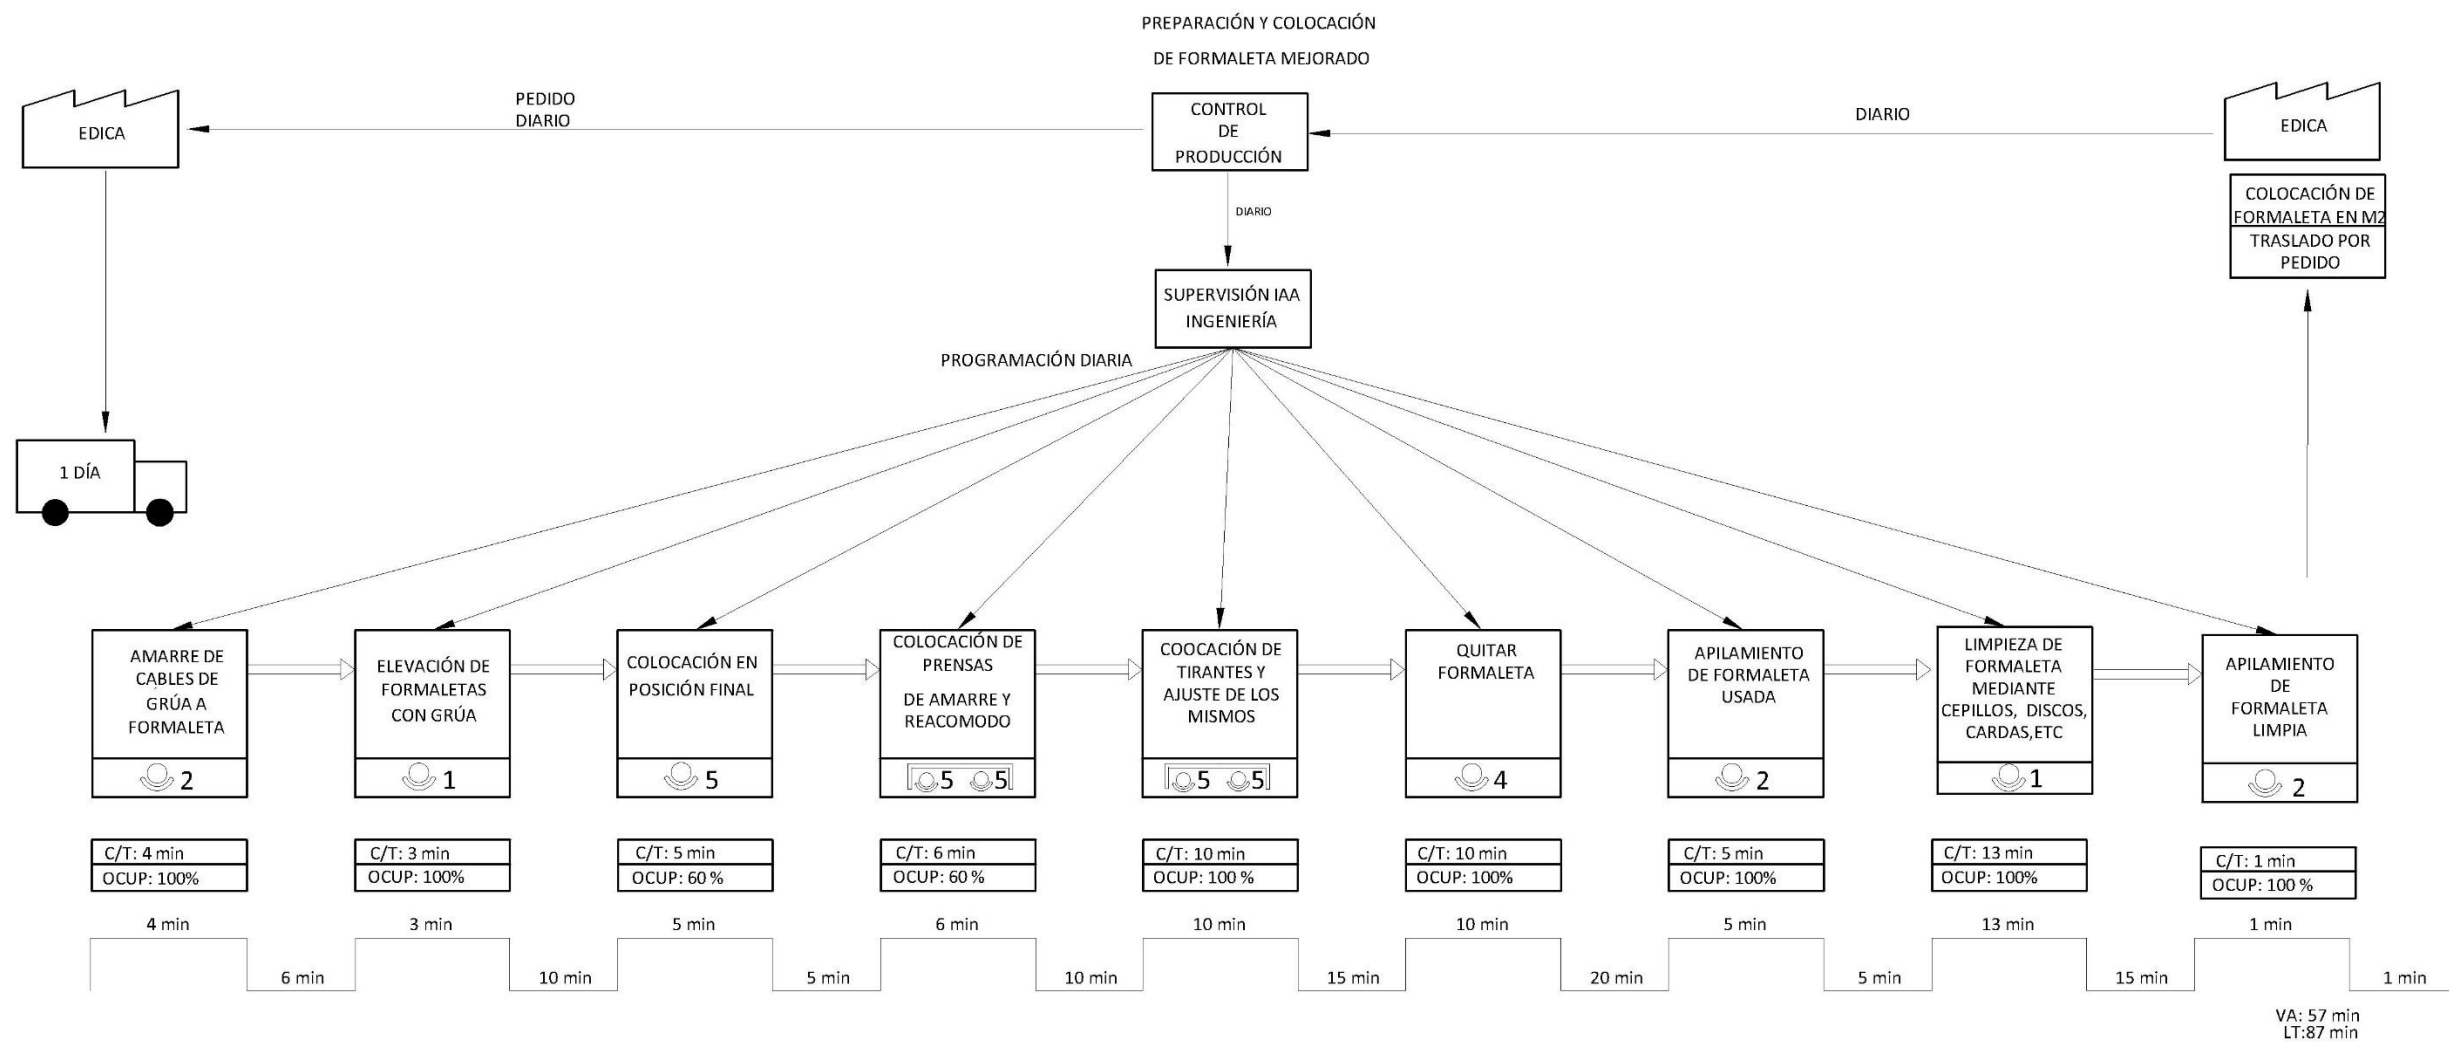 PREPARACIÓN Y COLOCACIÓN
DE FORMALETA MEJORADO
EDICA
PEDIDO
DIARIO
CONTROL
DE
PRODUCCIÓN
DIARIO
EDICA
COLOCACIÓN DE
FORMALETA EN M2
TRASLADO POR
PEDIDO
DIARIO
SUPERVISIÓN IAA
INGENIERÍA
PROGRAMACIÓN DIARIA
1 DÍA
AMARRE DE
CABLES DE
GRÚA A
FORMALETA
2
ELEVACIÓN DE
FORMALETAS
CON GRÚA
1
COLOCACIÓN EN
POSICIÓN FINAL
5
COLOCACIÓN DE
PRENSAS
DE AMARRE Y
REACOMODO
5 5
COOCACIÓN DE
TIRANTES Y
AJUSTE DE LOS
MISMOS
5 5
QUITAR
FORMALETA
4
APILAMIENTO
DE FORMALETA
USADA
2
LIMPIEZA DE
FORMALETA
MEDIANTE
CEPILLOS, DISCOS,
CARDAS,ETC
1
APILAMIENTO
DE
FORMALETA
LIMPIA
2
C/T: 4 min
OCUP: 100%
C/T: 3 min
OCUP: 100%
C/T: 5 min
OCUP: 60 %
C/T: 6 min
OCUP: 60 %
C/T: 10 min
OCUP: 100 %
C/T: 10 min
OCUP: 100%
C/T: 5 min
OCUP: 100%
C/T: 13 min
OCUP: 100%
C/T: 1 min
OCUP: 100 %
4 min
3 min
5 min
6 min
10 min
10 min
5 min
13 min
1 min
6 min
10 min
5 min
10 min
15 min
20 min
5 min
15 min
1 min
VA: 57 min
LT:87 min